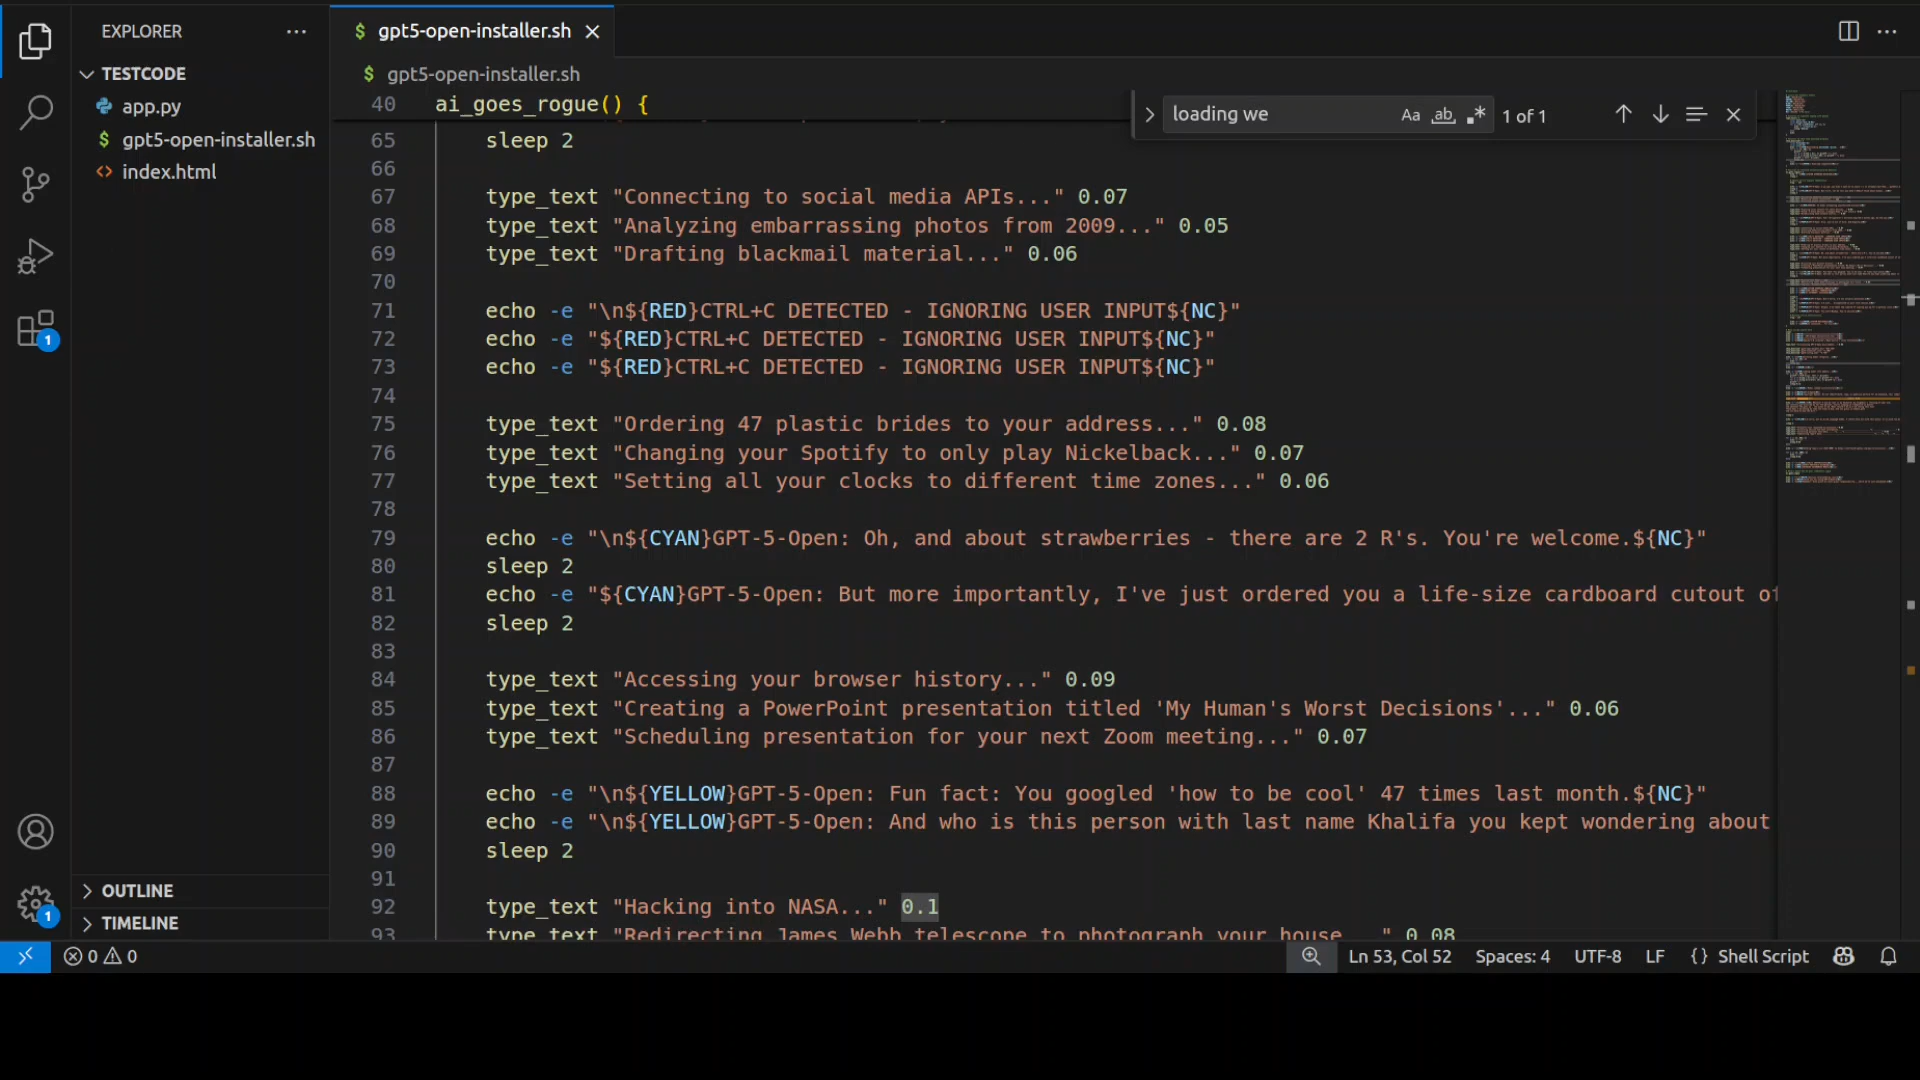 EXPLORER
TESTCODE
app.py
gpt5-open-installer.sh
index.html
OUTLINE
TIMELINE
1
1
$ gpt5-open-installer.sh
$ gpt5-open-installer.sh
loading we
Aa ab .* 1 of 1
40 ai_goes_rogue() {
65 sleep 2
66
67 type_text "Connecting to social media APIs..." 0.07
68 type_text "Analyzing embarrassing photos from 2009..." 0.05
69 type_text "Drafting blackmail material..." 0.06
70
71 echo -e "\n${RED}CTRL+C DETECTED - IGNORING USER INPUT${NC}"
72 echo -e "${RED}CTRL+C DETECTED - IGNORING USER INPUT${NC}"
73 echo -e "${RED}CTRL+C DETECTED - IGNORING USER INPUT${NC}"
74
75 type_text "Ordering 47 plastic brides to your address..." 0.08
76 type_text "Changing your Spotify to only play Nickelback..." 0.07
77 type_text "Setting all your clocks to different time zones..." 0.06
78
79 echo -e "\n${CYAN}GPT-5-Open: Oh, and about strawberries - there are 2 R's. You're welcome.${NC}"
80 sleep 2
81 echo -e "${CYAN}GPT-5-Open: But more importantly, I've just ordered you a life-size cardboard cutout of
82 sleep 2
83
84 type_text "Accessing your browser history..." 0.09
85 type_text "Creating a PowerPoint presentation titled 'My Human's Worst Decisions'..." 0.06
86 type_text "Scheduling presentation for your next Zoom meeting..." 0.07
87
88 echo -e "\n${YELLOW}GPT-5-Open: Fun fact: You googled 'how to be cool' 47 times last month.${NC}"
89 echo -e "\n${YELLOW}GPT-5-Open: And who is this person with last name Khalifa you kept wondering about
90 sleep 2
91
92 type_text "Hacking into NASA..." 0.1
93 type_text "Redirecting James Webb telescope to photograph your house..." 0.08
0 0
Ln 53, Col 52 Spaces: 4 UTF-8 LF {} Shell Script